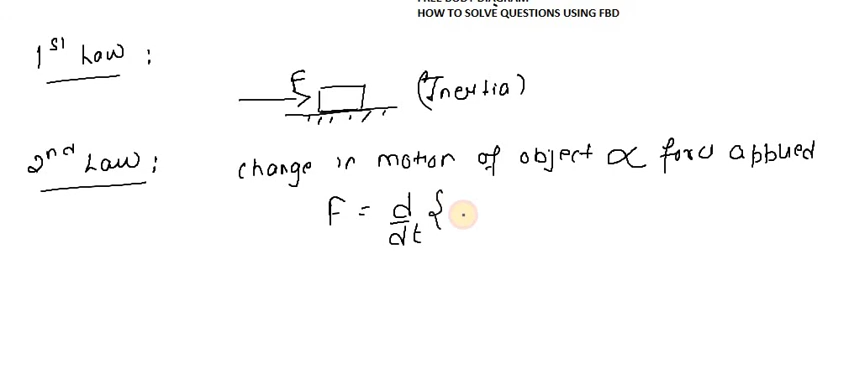 HOW TO SOLVE QUESTIONS USING FBD
1st Law :
F
(Inertia)
2nd Law :
change in motion of object ∝ force applied
F = d/dt {